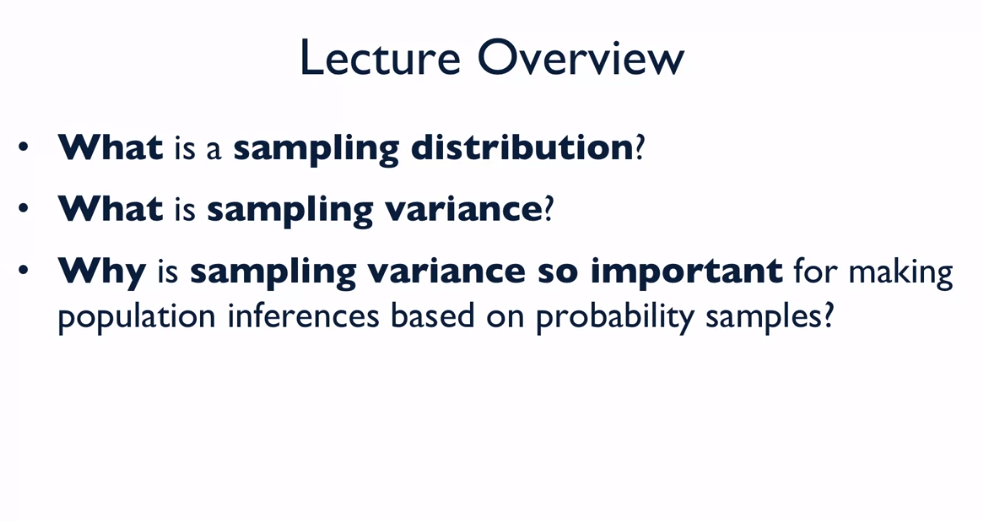 Lecture Overview
• What is a sampling distribution?
• What is sampling variance?
• Why is sampling variance so important for making
population inferences based on probability samples?